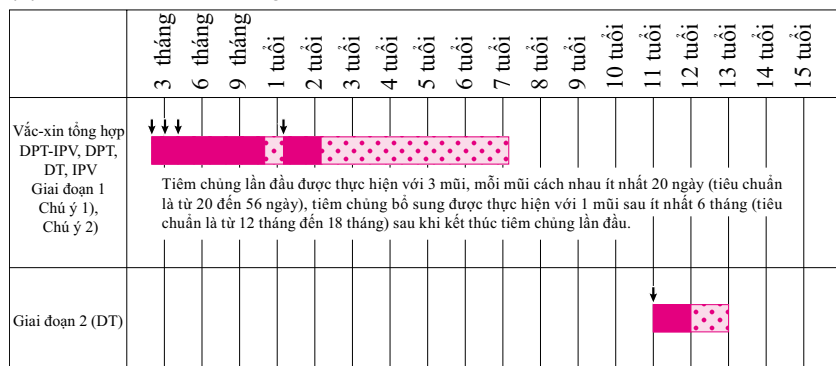 3 tháng
6 tháng
9 tháng
1 tuổi
2 tuổi
3 tuổi
4 tuổi
5 tuổi
6 tuổi
7 tuổi
8 tuổi
9 tuổi
10 tuổi
11 tuổi
12 tuổi
13 tuổi
14 tuổi
15 tuổi
Vắc-xin tổng hợp
DPT-IPV, DPT,
DT, IPV
Giai đoạn 1
Chú ý 1),
Chú ý 2)
Tiêm chủng lần đầu được thực hiện với 3 mũi, mỗi mũi cách nhau ít nhất 20 ngày (tiêu chuẩn
là từ 20 đến 56 ngày), tiêm chủng bổ sung được thực hiện với 1 mũi sau ít nhất 6 tháng (tiêu
chuẩn là từ 12 tháng đến 18 tháng) sau khi kết thúc tiêm chủng lần đầu.
Giai đoạn 2 (DT)